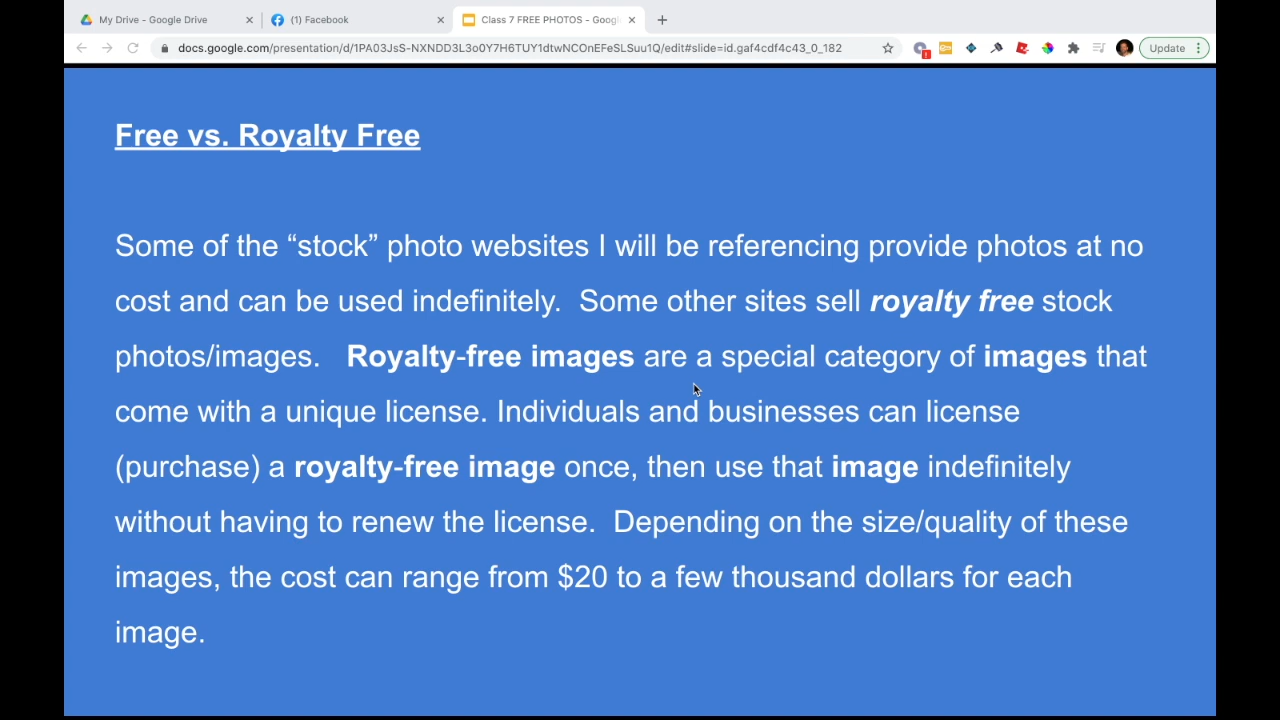 My Drive - Google Drive
(1) Facebook
Class 7 FREE PHOTOS - Googl
docs.google.com/presentation/d/1PA03JsS-NXNDD3L3o0Y7H6TUY1dtwNCOnEFeSLSuu1Q/edit#slide=id.gaf4cdf4c43_0_182
Update
Free vs. Royalty Free
Some of the “stock” photo websites I will be referencing provide photos at no
cost and can be used indefinitely.  Some other sites sell royalty free stock
photos/images.   Royalty-free images are a special category of images that
come with a unique license. Individuals and businesses can license
(purchase) a royalty-free image once, then use that image indefinitely
without having to renew the license.  Depending on the size/quality of these
images, the cost can range from $20 to a few thousand dollars for each
image.